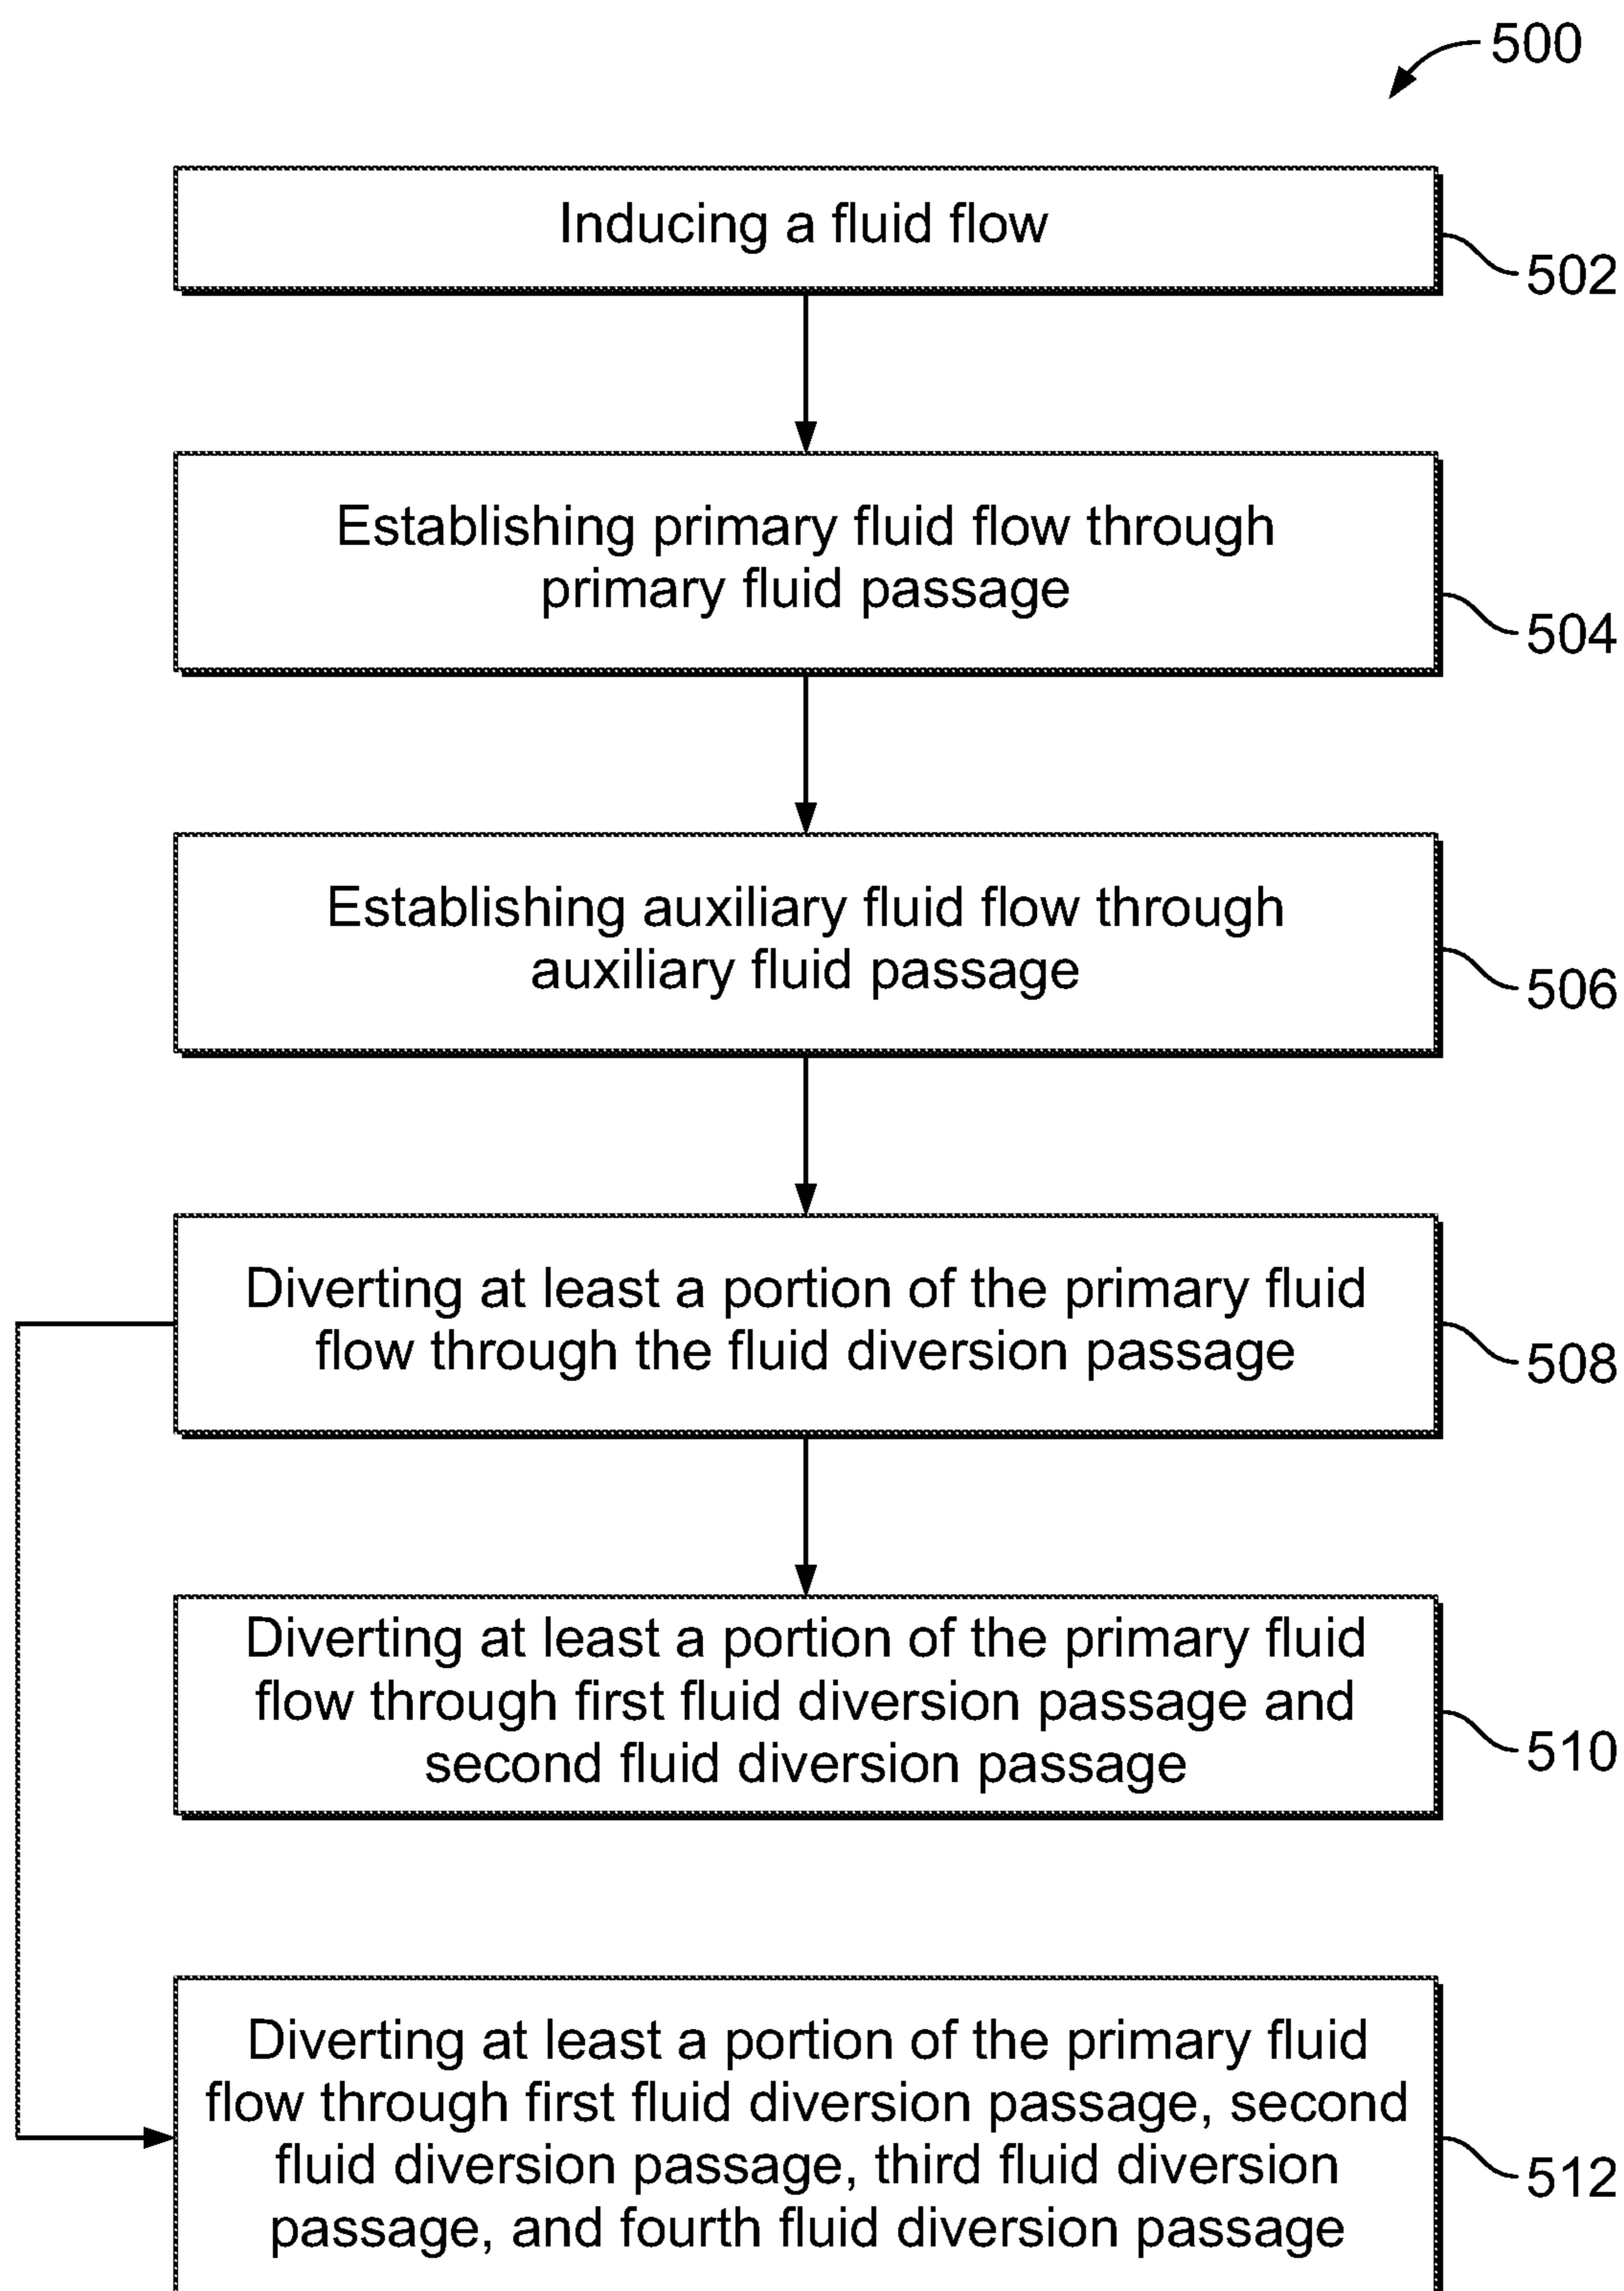 500
Inducing a fluid flow
502
Establishing primary fluid flow through
primary fluid passage
504
Establishing auxiliary fluid flow through
auxiliary fluid passage
506
Diverting at least a portion of the primary fluid
flow through the fluid diversion passage
508
Diverting at least a portion of the primary fluid
flow through first fluid diversion passage and
second fluid diversion passage
510
Diverting at least a portion of the primary fluid
flow through first fluid diversion passage, second
fluid diversion passage, third fluid diversion
passage, and fourth fluid diversion passage
512